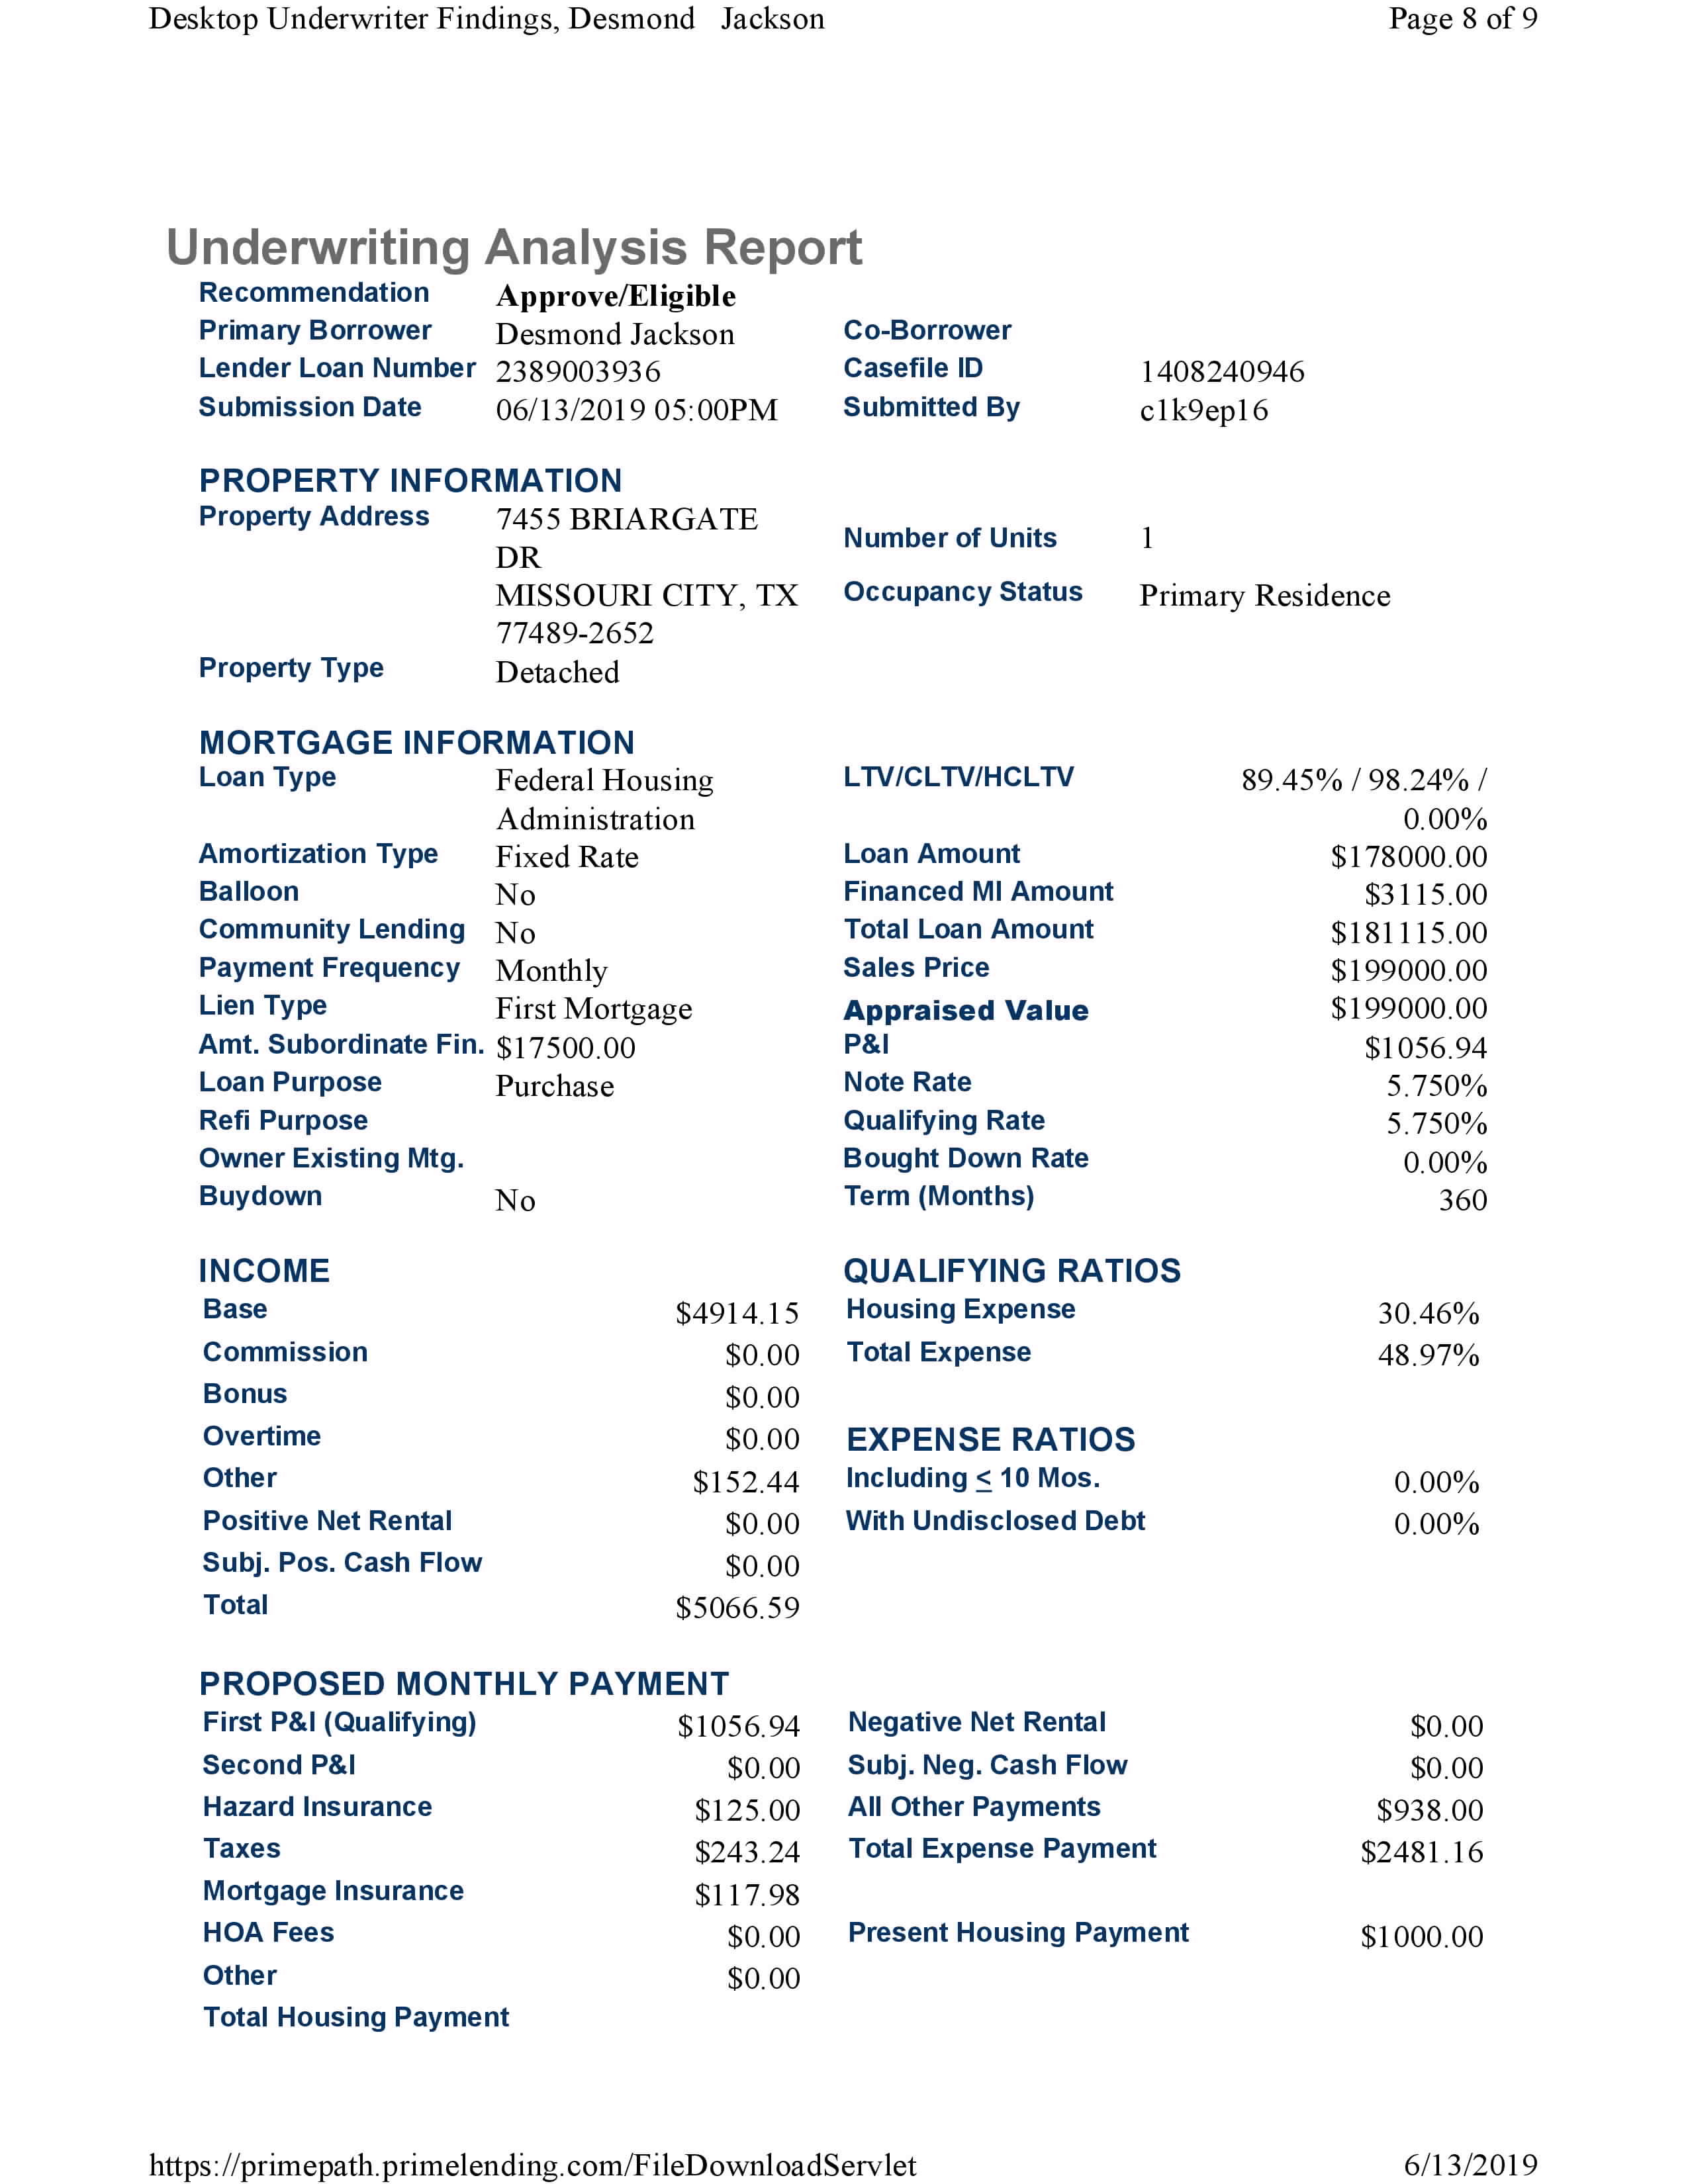 Desktop Underwriter Findings, Desmond Jackson Page 8 of 9
Underwriting Analysis Report
Recommendation Approve/Eligible
Primary Borrower Desmond Jackson Co-Borrower
Lender Loan Number 2389003936 Casefile ID 1408240946
Submission Date 06/13/2019 05:00PM Submitted By c1k9ep16
PROPERTY INFORMATION
Property Address 7455 BRIARGATE
Number of Units 1
DR
MISSOURI CITY, TX Occupancy Status Primary Residence
77489-2652
Property Type Detached
MORTGAGE INFORMATION
Loan Type Federal Housing LTV/CLTV/HCLTV 89.45% / 98.24% /
Administration 0.00%
Amortization Type Fixed Rate Loan Amount $178000.00
Balloon No Financed MI Amount $3115.00
Community Lending No Total Loan Amount $181115.00
Payment Frequency Monthly Sales Price $199000.00
Lien Type First Mortgage Appraised Value $199000.00
Amt. Subordinate Fin. $17500.00 P&I $1056.94
Loan Purpose Purchase Note Rate 5.750%
Refi Purpose Qualifying Rate 5.750%
Owner Existing Mtg. Bought Down Rate 0.00%
Buydown No Term (Months) 360
INCOME QUALIFYING RATIOS
Base $4914.15 Housing Expense 30.46%
Commission $0.00 Total Expense 48.97%
Bonus $0.00
Overtime $0.00 EXPENSE RATIOS
Other $152.44 Including ≤ 10 Mos. 0.00%
Positive Net Rental $0.00 With Undisclosed Debt 0.00%
Subj. Pos. Cash Flow $0.00
Total $5066.59
PROPOSED MONTHLY PAYMENT
First P&I (Qualifying) $1056.94 Negative Net Rental $0.00
Second P&I $0.00 Subj. Neg. Cash Flow $0.00
Hazard Insurance $125.00 All Other Payments $938.00
Taxes $243.24 Total Expense Payment $2481.16
Mortgage Insurance $117.98
HOA Fees $0.00 Present Housing Payment $1000.00
Other $0.00
Total Housing Payment
https://primepath.primelending.com/FileDownloadServlet 6/13/2019